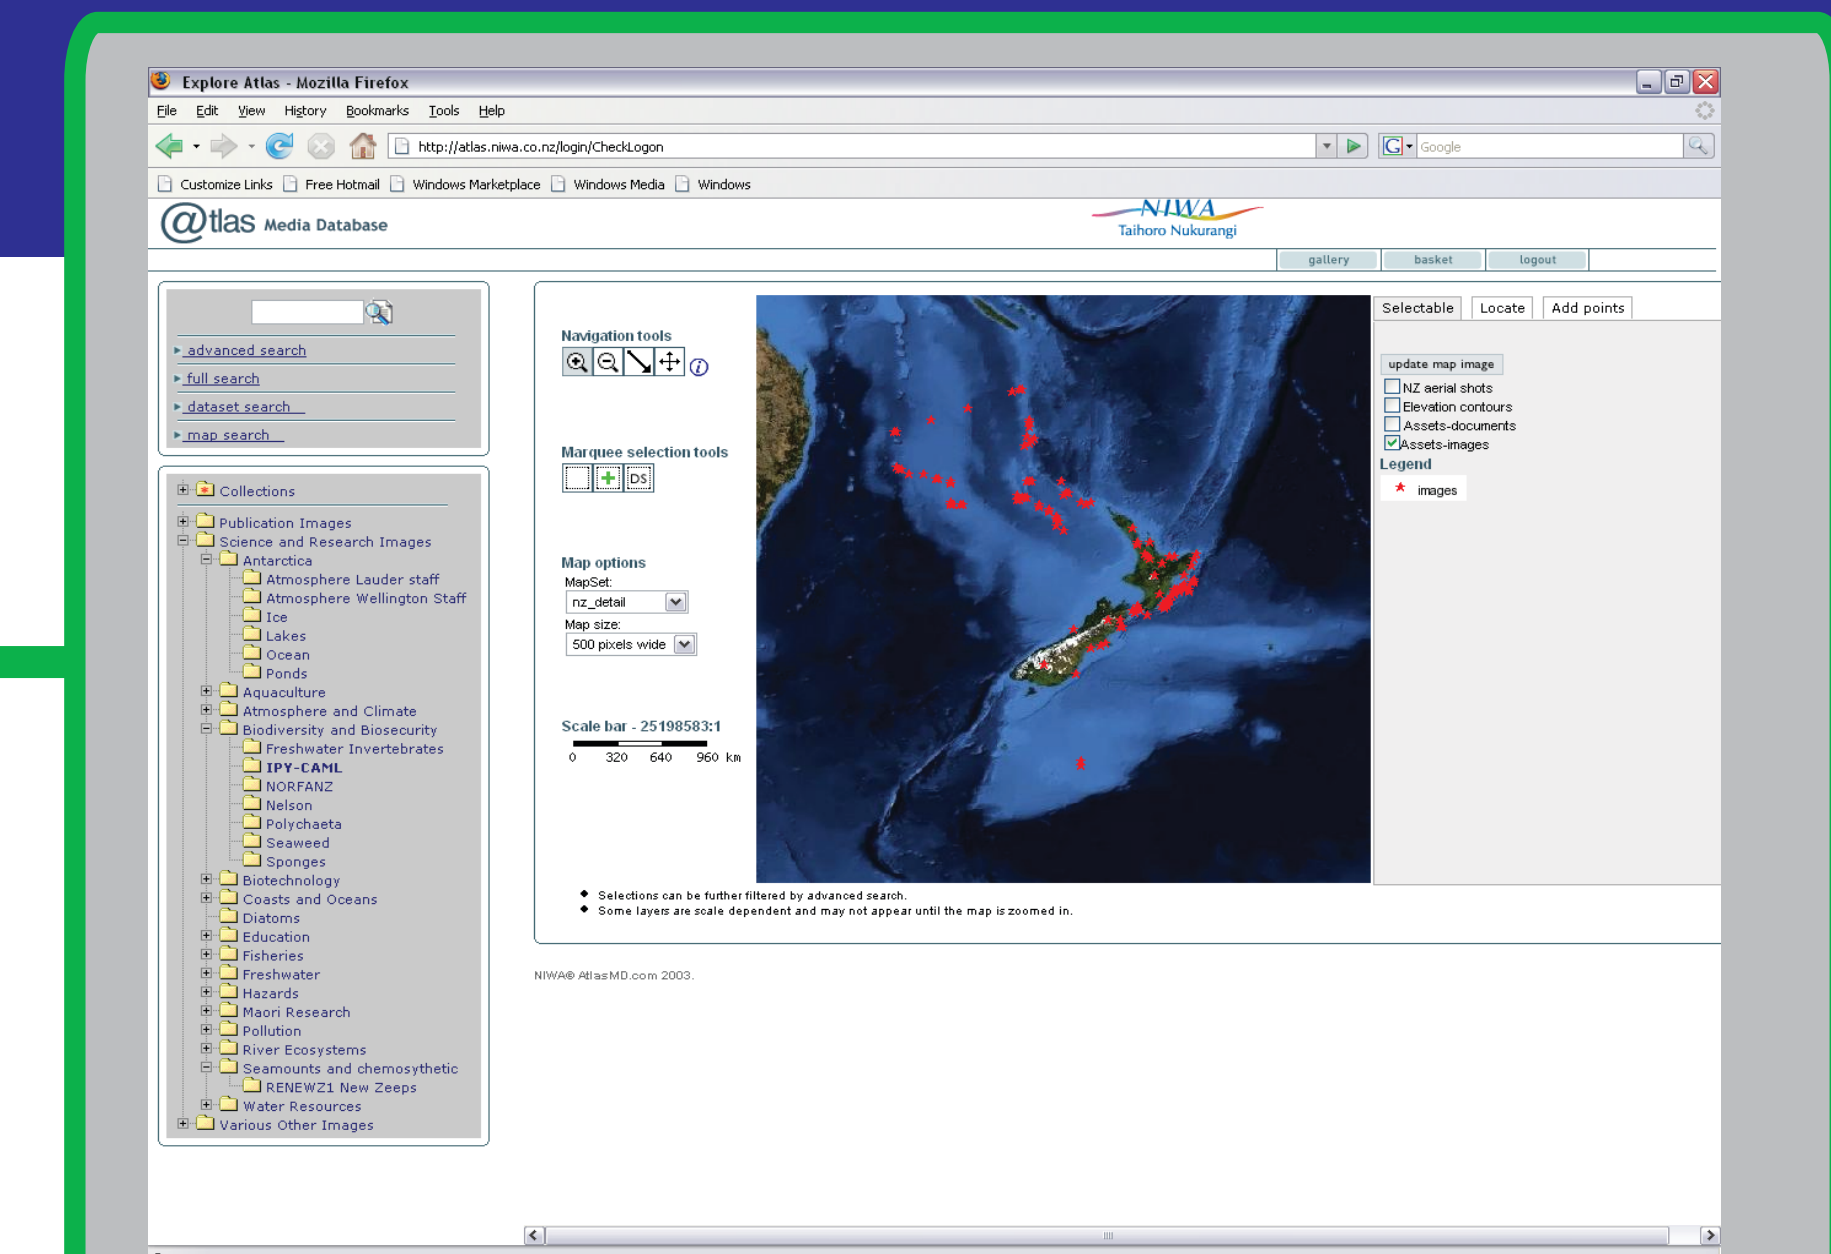 Explore Atlas - Mozilla Firefox
File Edit View History Bookmarks Tools Help
http://atlas.niwa.co.nz/login/CheckLogon
Google
Customize Links Free Hotmail Windows Marketplace Windows Media Windows
@tlas Media Database
NIWA
Taihoro Nukurangi
gallery basket logout
advanced search
full search
dataset search
map search
Collections
Publication Images
Science and Research Images
Antarctica
Atmosphere Lauder staff
Atmosphere Wellington Staff
Ice
Lakes
Ocean
Ponds
Aquaculture
Atmosphere and Climate
Biodiversity and Biosecurity
Freshwater Invertebrates
IPY-CAML
NORFANZ
Nelson
Polychaeta
Seaweed
Sponges
Biotechnology
Coasts and Oceans
Diatoms
Education
Fisheries
Freshwater
Hazards
Maori Research
Pollution
River Ecosystems
Seamounts and chemosythetic
RENEWZ1 New Zeeps
Water Resources
Various Other Images
Navigation tools
Marquee selection tools
DS
Map options
MapSet:
nz_detail
Map size:
500 pixels wide
Scale bar - 25198583:1
0 320 640 960 km
Selectable Locate Add points
update map image
NZ aerial shots
Elevation contours
Assets-documents
Assets-images
Legend
images
Selections can be further filtered by advanced search.
Some layers are scale dependent and may not appear until the map is zoomed in.
NIWA© AtlasMD.com 2003.